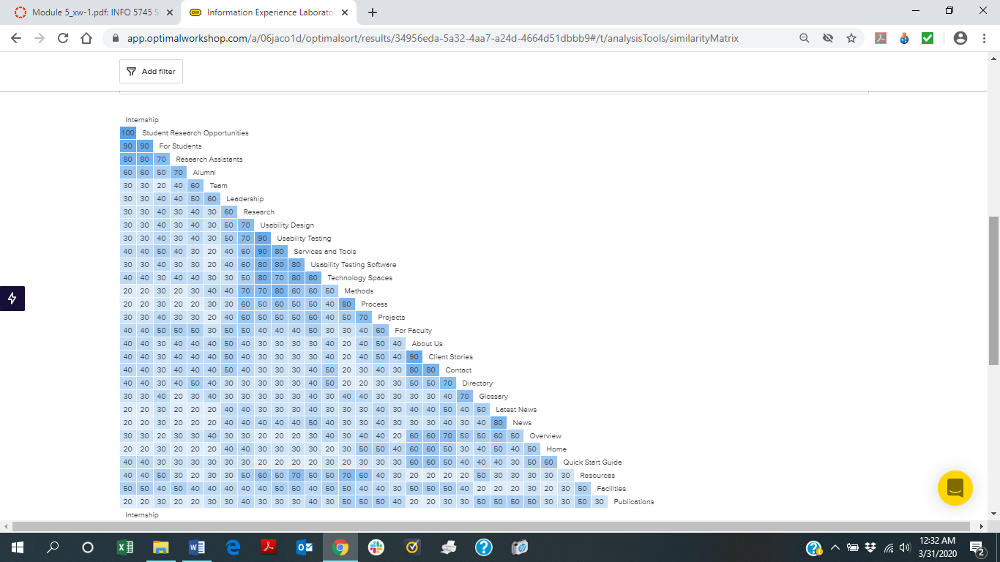 Module 5_xw-1.pdf: INFO 5745 S
Information Experience Laborato
app.optimalworkshop.com/a/06jaco1d/optimalsort/results/34956eda-5a32-4aa7-a24d-4664d51dbbb9#/t/analysisTools/similarityMatrix
Add filter
Internship
100 Student Research Opportunities
90 90 For Students
80 80 70 Research Assistants
60 60 50 70 Alumni
30 30 20 40 60 Team
30 30 40 40 50 60 Leadership
30 30 40 30 40 30 60 Research
30 30 40 30 40 30 50 70 Usability Design
30 30 40 30 40 30 50 70 90 Usability Testing
40 40 50 40 30 20 40 60 90 80 Services and Tools
30 30 40 30 30 20 40 60 80 80 80 Usability Testing Software
40 40 30 40 40 30 30 50 80 70 80 80 Technology Spaces
20 20 30 20 30 40 40 70 70 80 60 60 50 Methods
20 20 30 20 20 30 30 60 50 60 50 50 40 80 Process
30 30 40 30 30 20 40 60 50 50 50 60 40 50 70 Projects
40 40 50 50 50 30 50 50 40 40 40 50 30 30 40 60 For Faculty
40 40 30 40 40 40 50 40 30 30 30 30 40 20 40 50 40 About Us
40 40 30 40 40 40 50 40 30 30 30 30 40 20 40 50 40 90 Client Stories
40 40 30 40 40 40 50 40 30 30 30 40 50 20 30 40 30 80 80 Contact
40 40 30 40 50 40 30 30 30 30 30 40 50 20 20 30 30 50 50 70 Directory
30 30 40 20 30 40 30 30 30 30 30 40 30 40 40 30 30 30 30 40 70 Glossary
20 20 30 20 20 20 40 40 30 40 30 30 40 30 30 40 30 40 40 50 40 50 Latest News
20 20 30 20 20 20 40 40 40 40 40 50 40 30 30 40 30 30 30 40 30 40 80 News
30 30 20 30 30 40 30 30 20 20 20 30 40 30 40 40 20 60 60 70 50 50 60 50 Overview
20 20 30 20 20 20 40 40 30 30 30 30 20 30 50 50 40 60 60 50 30 40 50 40 50 Home
40 40 30 30 30 30 30 30 20 20 20 20 30 20 30 30 30 60 60 50 40 40 40 30 50 60 Quick Start Guide
40 40 50 30 20 30 30 50 60 50 70 50 50 70 60 40 30 20 20 20 20 50 30 30 30 30 30 Resources
50 50 40 50 40 40 40 40 50 40 50 50 50 50 40 40 30 50 50 50 40 20 20 20 30 20 30 50 Facilities
20 20 30 20 20 30 30 40 30 30 30 40 30 50 50 50 40 20 20 30 30 50 50 50 50 30 30 50 30 Publications
Internship
12:32 AM
3/31/2020
2